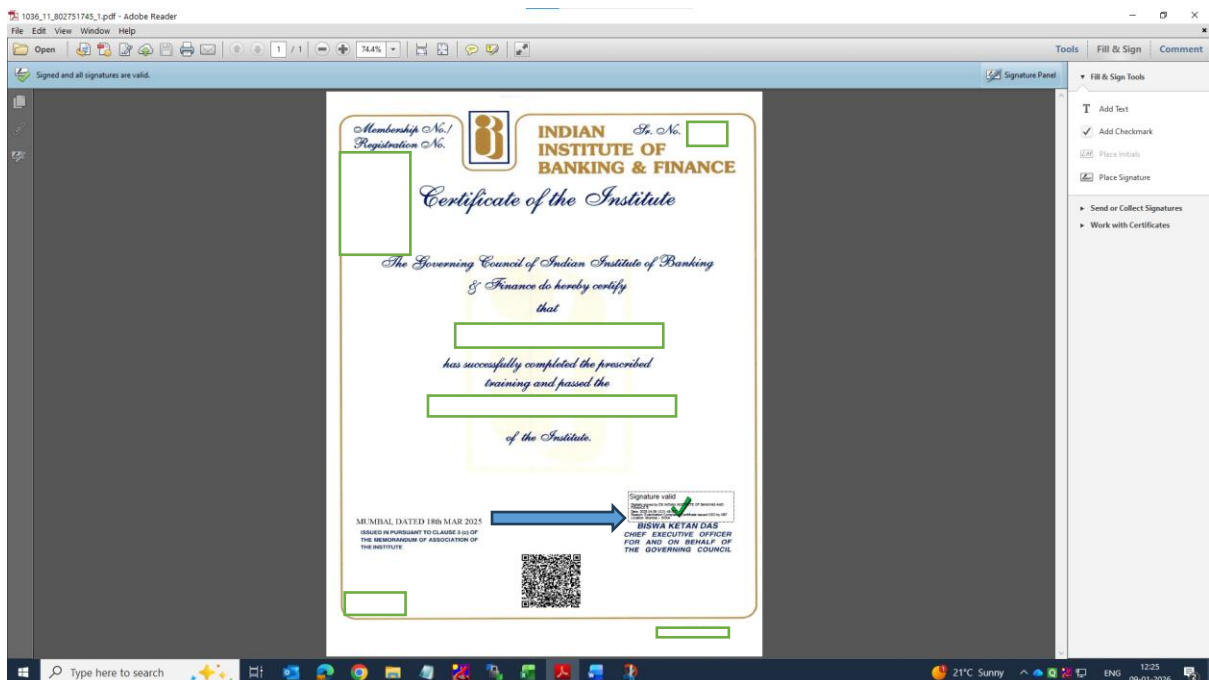 1036_11_802751745_1.pdf - Adobe Reader
File Edit View Window Help
Open 1 / 1 74.4% Tools Fill & Sign Comment
Signed and all signatures are valid. Signature Panel
Fill & Sign Tools
T Add Text
Add Checkmark
Place Initials
Place Signature
Send or Collect Signatures
Work with Certificates
Membership No./
Registration No.
INDIAN
INSTITUTE OF
BANKING & FINANCE
Sr. No.
Certificate of the Institute
The Governing Council of Indian Institute of Banking
& Finance do hereby certify
that
has successfully completed the prescribed
training and passed the
of the Institute.
MUMBAI, DATED 18th MAR 2025
ISSUED IN PURSUANT TO CLAUSE 3 (c) OF
THE MEMORANDUM OF ASSOCIATION OF
THE INSTITUTE
Signature valid
BISWA KETAN DAS
CHIEF EXECUTIVE OFFICER
FOR AND ON BEHALF OF
THE GOVERNING COUNCIL
Type here to search
21°C Sunny
ENG
12:25
09-01-2026